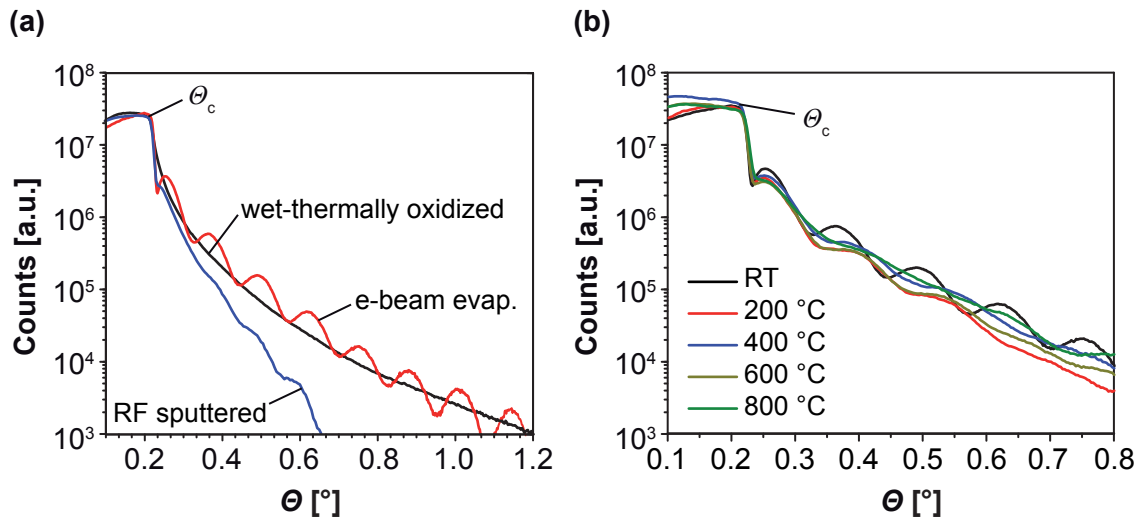 (a)
(b)
10⁸
10⁷
10⁶
10⁵
10⁴
10³
Counts [a.u.]
Θc
wet-thermally oxidized
e-beam evap.
RF sputtered
0.2 0.4 0.6 0.8 1.0 1.2
Θ [°]
10⁸
10⁷
10⁶
10⁵
10⁴
10³
Counts [a.u.]
Θc
RT
200 °C
400 °C
600 °C
800 °C
0.1 0.2 0.3 0.4 0.5 0.6 0.7 0.8
Θ [°]